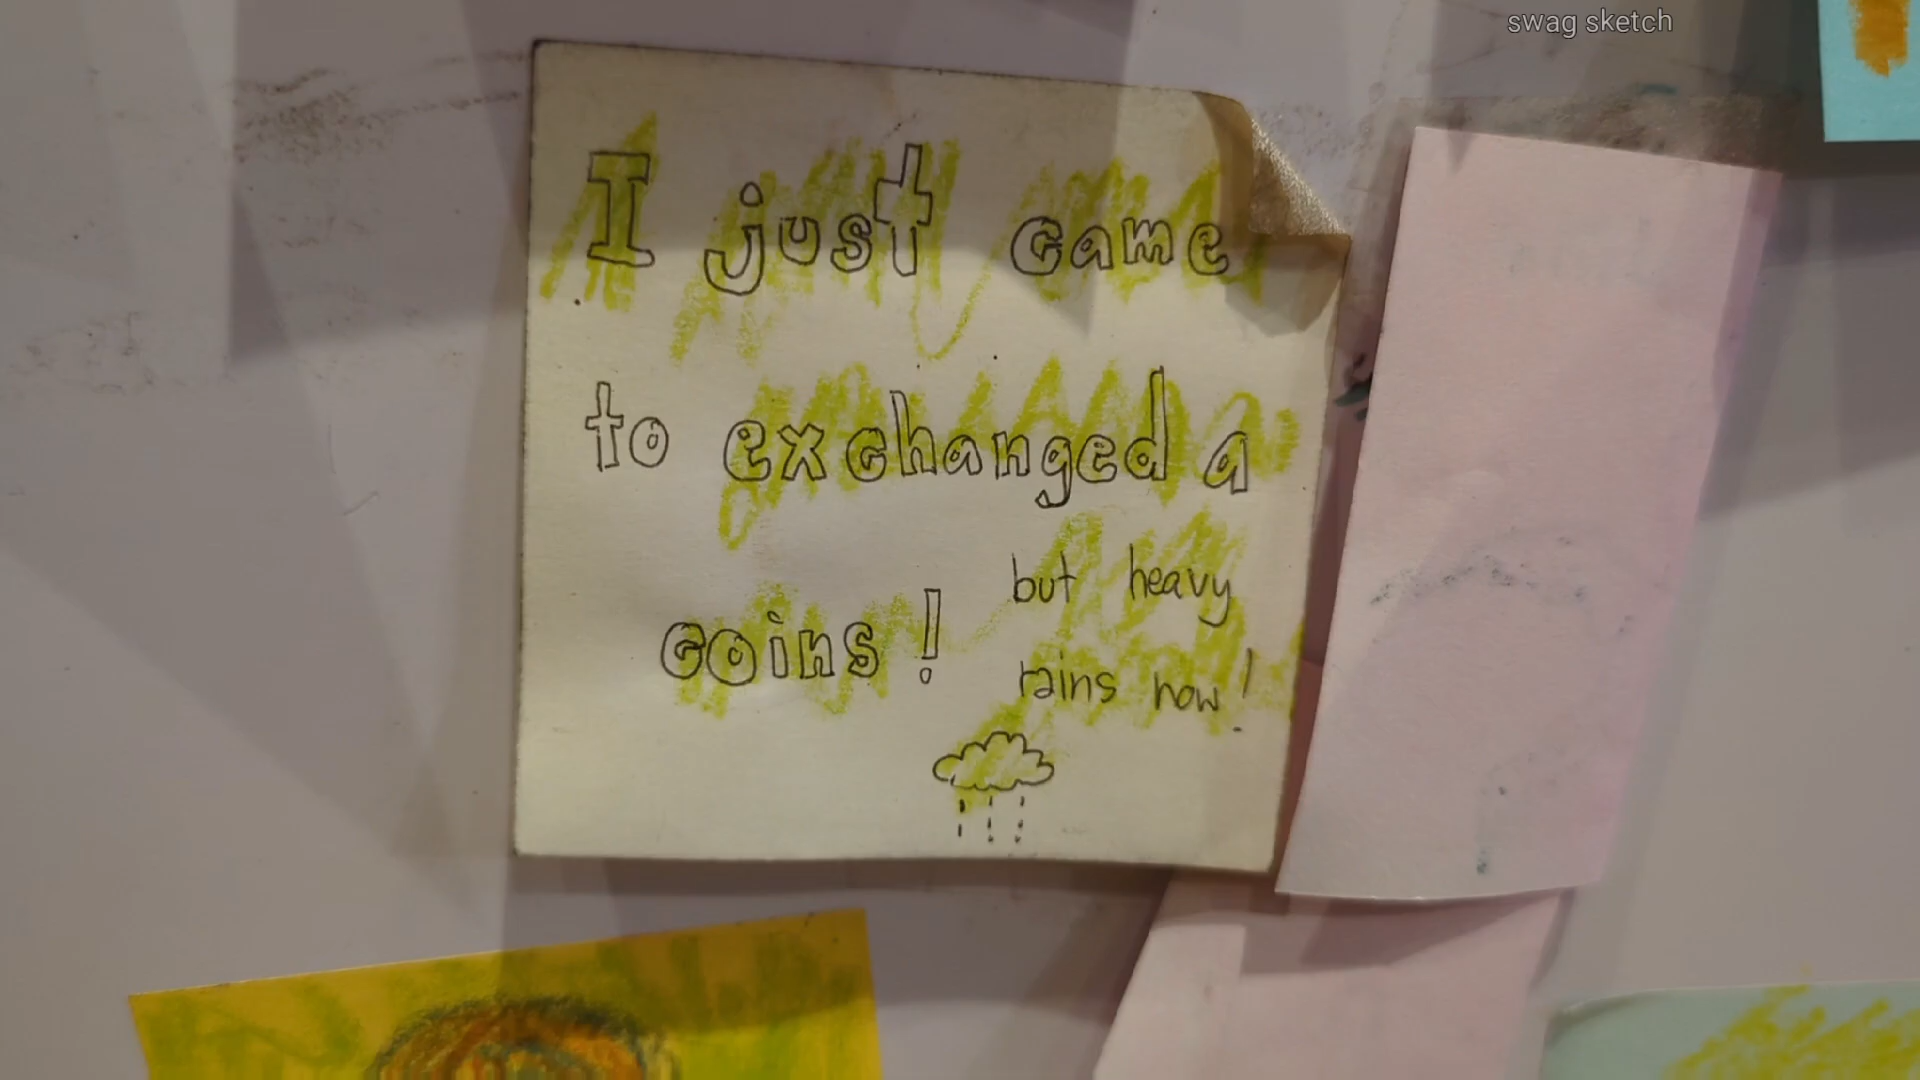 swag sketch
I just came
to exchanged a
coins!
but heavy
rains now!